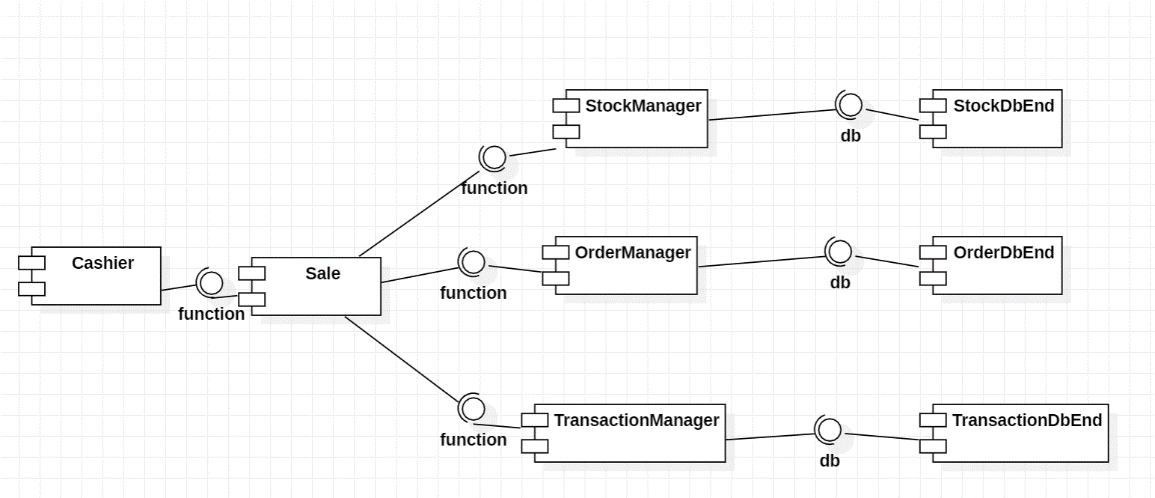 StockManager
StockDbEnd
db
function
Cashier
function
Sale
function
OrderManager
OrderDbEnd
db
function
TransactionManager
TransactionDbEnd
db